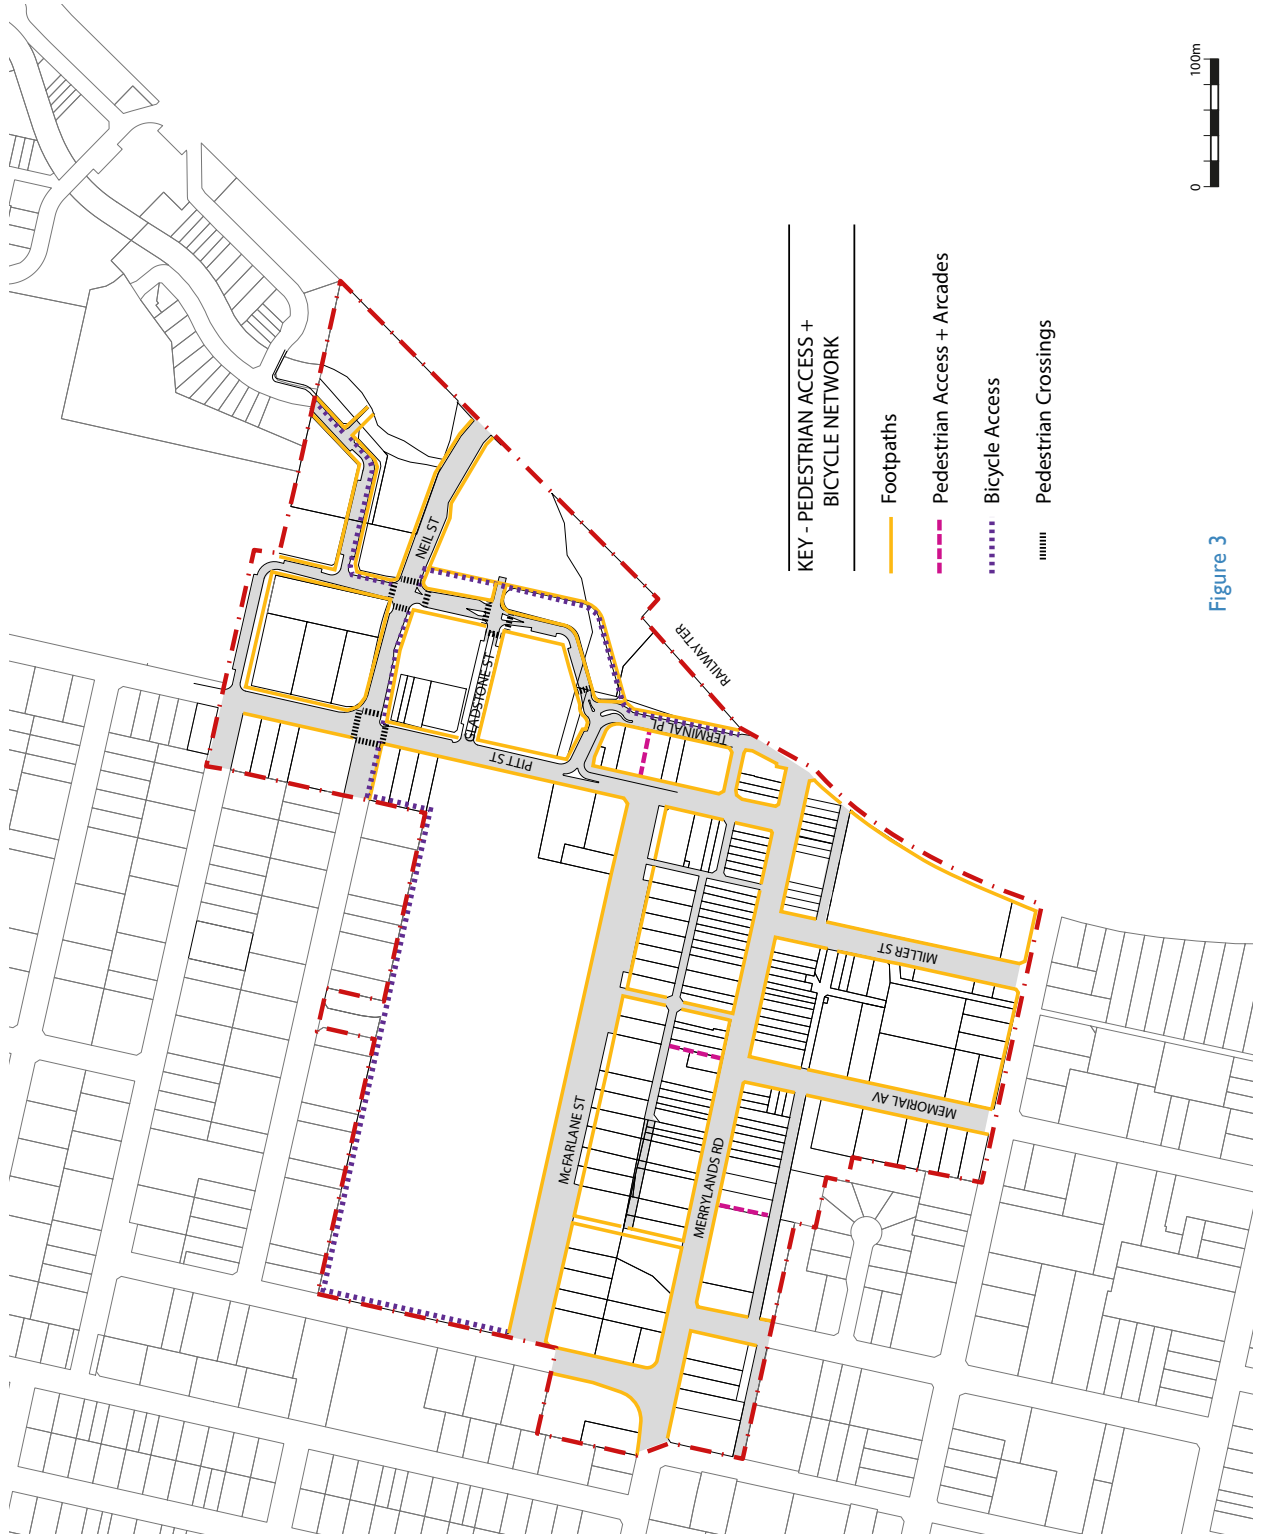 NEIL ST
GLADSTONE ST
PITT ST
TERMINAL PL
RAILWAY TER
McFARLANE ST
MERRYLANDS RD
MILLER ST
MEMORIAL AV
KEY - PEDESTRIAN ACCESS +
BICYCLE NETWORK
Footpaths
Pedestrian Access + Arcades
Bicycle Access
Pedestrian Crossings
0 100m
Figure 3